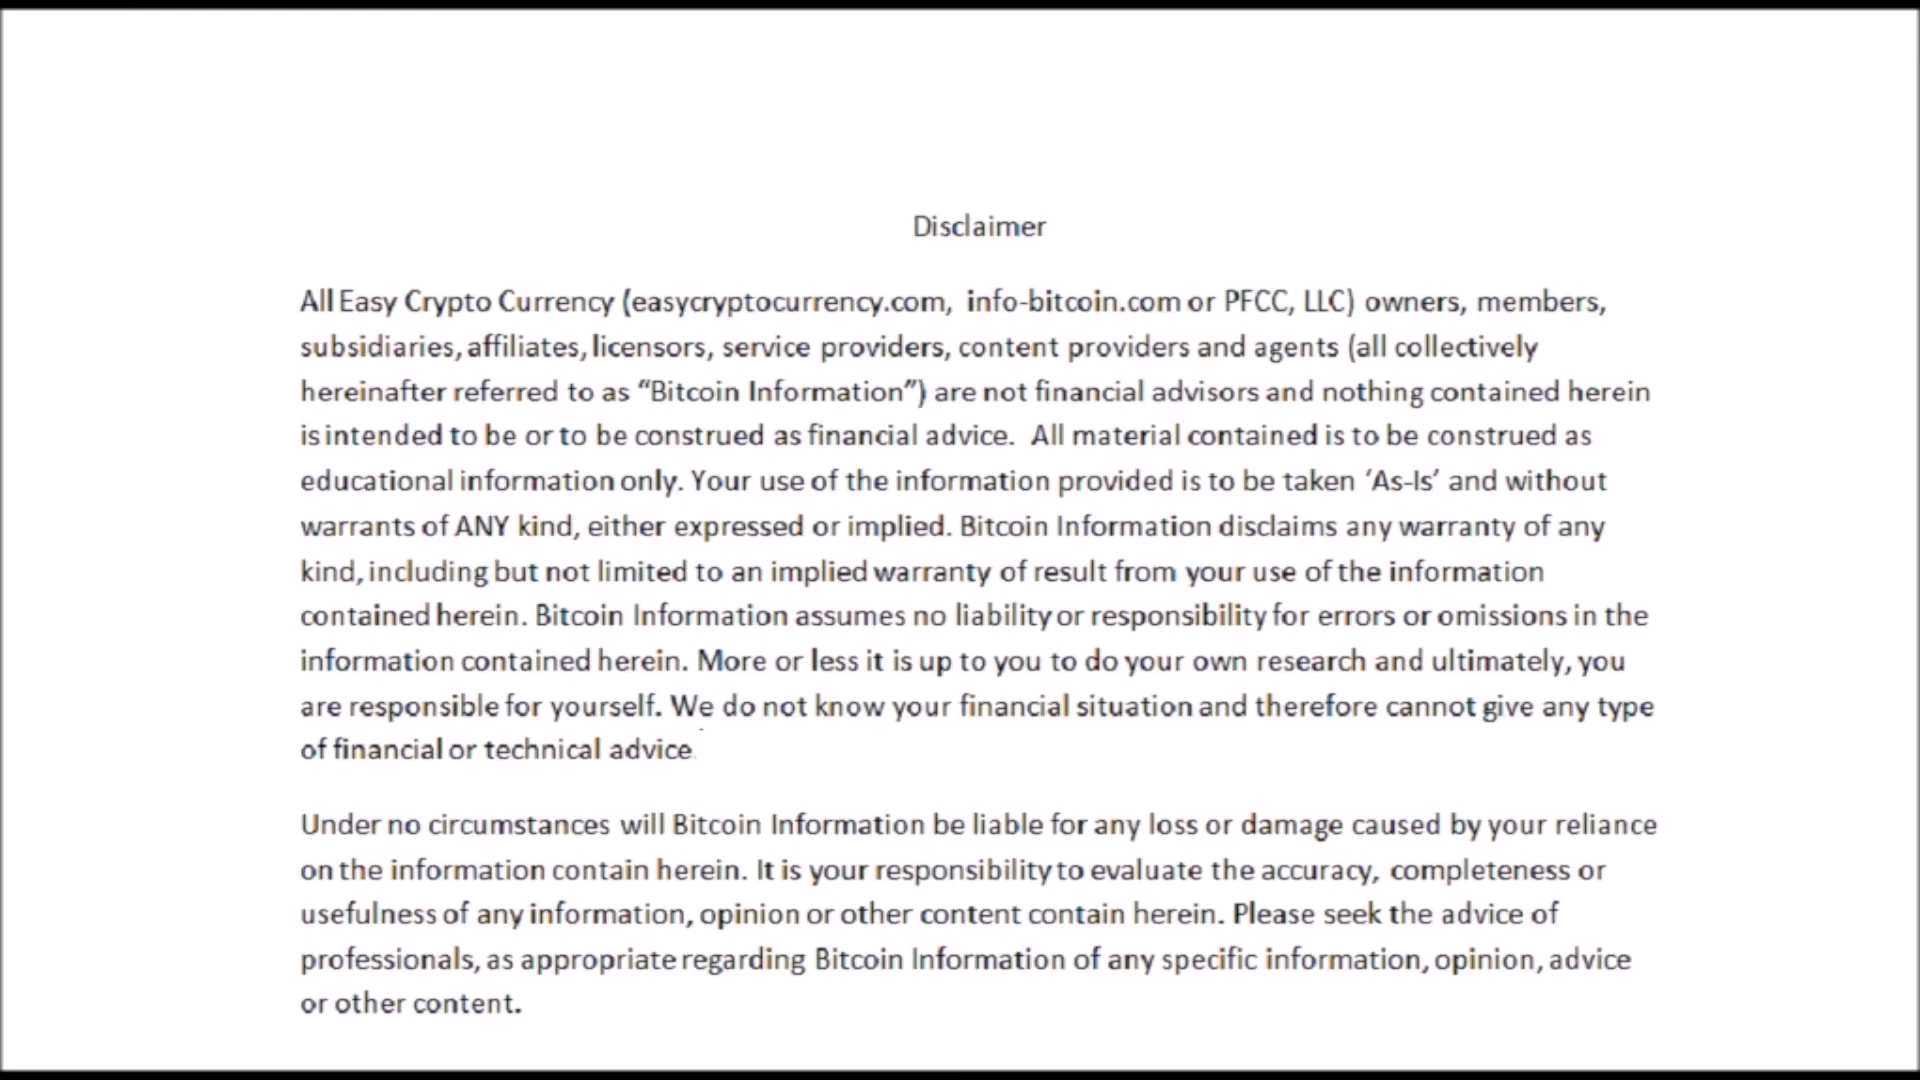 Disclaimer
All Easy Crypto Currency (easycryptocurrency.com, info-bitcoin.com or PFCC, LLC) owners, members,
subsidiaries, affiliates, licensors, service providers, content providers and agents (all collectively
hereinafter referred to as “Bitcoin Information”) are not financial advisors and nothing contained herein
is intended to be or to be construed as financial advice. All material contained is to be construed as
educational information only. Your use of the information provided is to be taken ‘As-Is’ and without
warrants of ANY kind, either expressed or implied. Bitcoin Information disclaims any warranty of any
kind, including but not limited to an implied warranty of result from your use of the information
contained herein. Bitcoin Information assumes no liability or responsibility for errors or omissions in the
information contained herein. More or less it is up to you to do your own research and ultimately, you
are responsible for yourself. We do not know your financial situation and therefore cannot give any type
of financial or technical advice
Under no circumstances will Bitcoin Information be liable for any loss or damage caused by your reliance
on the information contain herein. It is your responsibility to evaluate the accuracy, completeness or
usefulness of any information, opinion or other content contain herein. Please seek the advice of
professionals, as appropriate regarding Bitcoin Information of any specific information, opinion, advice
or other content.